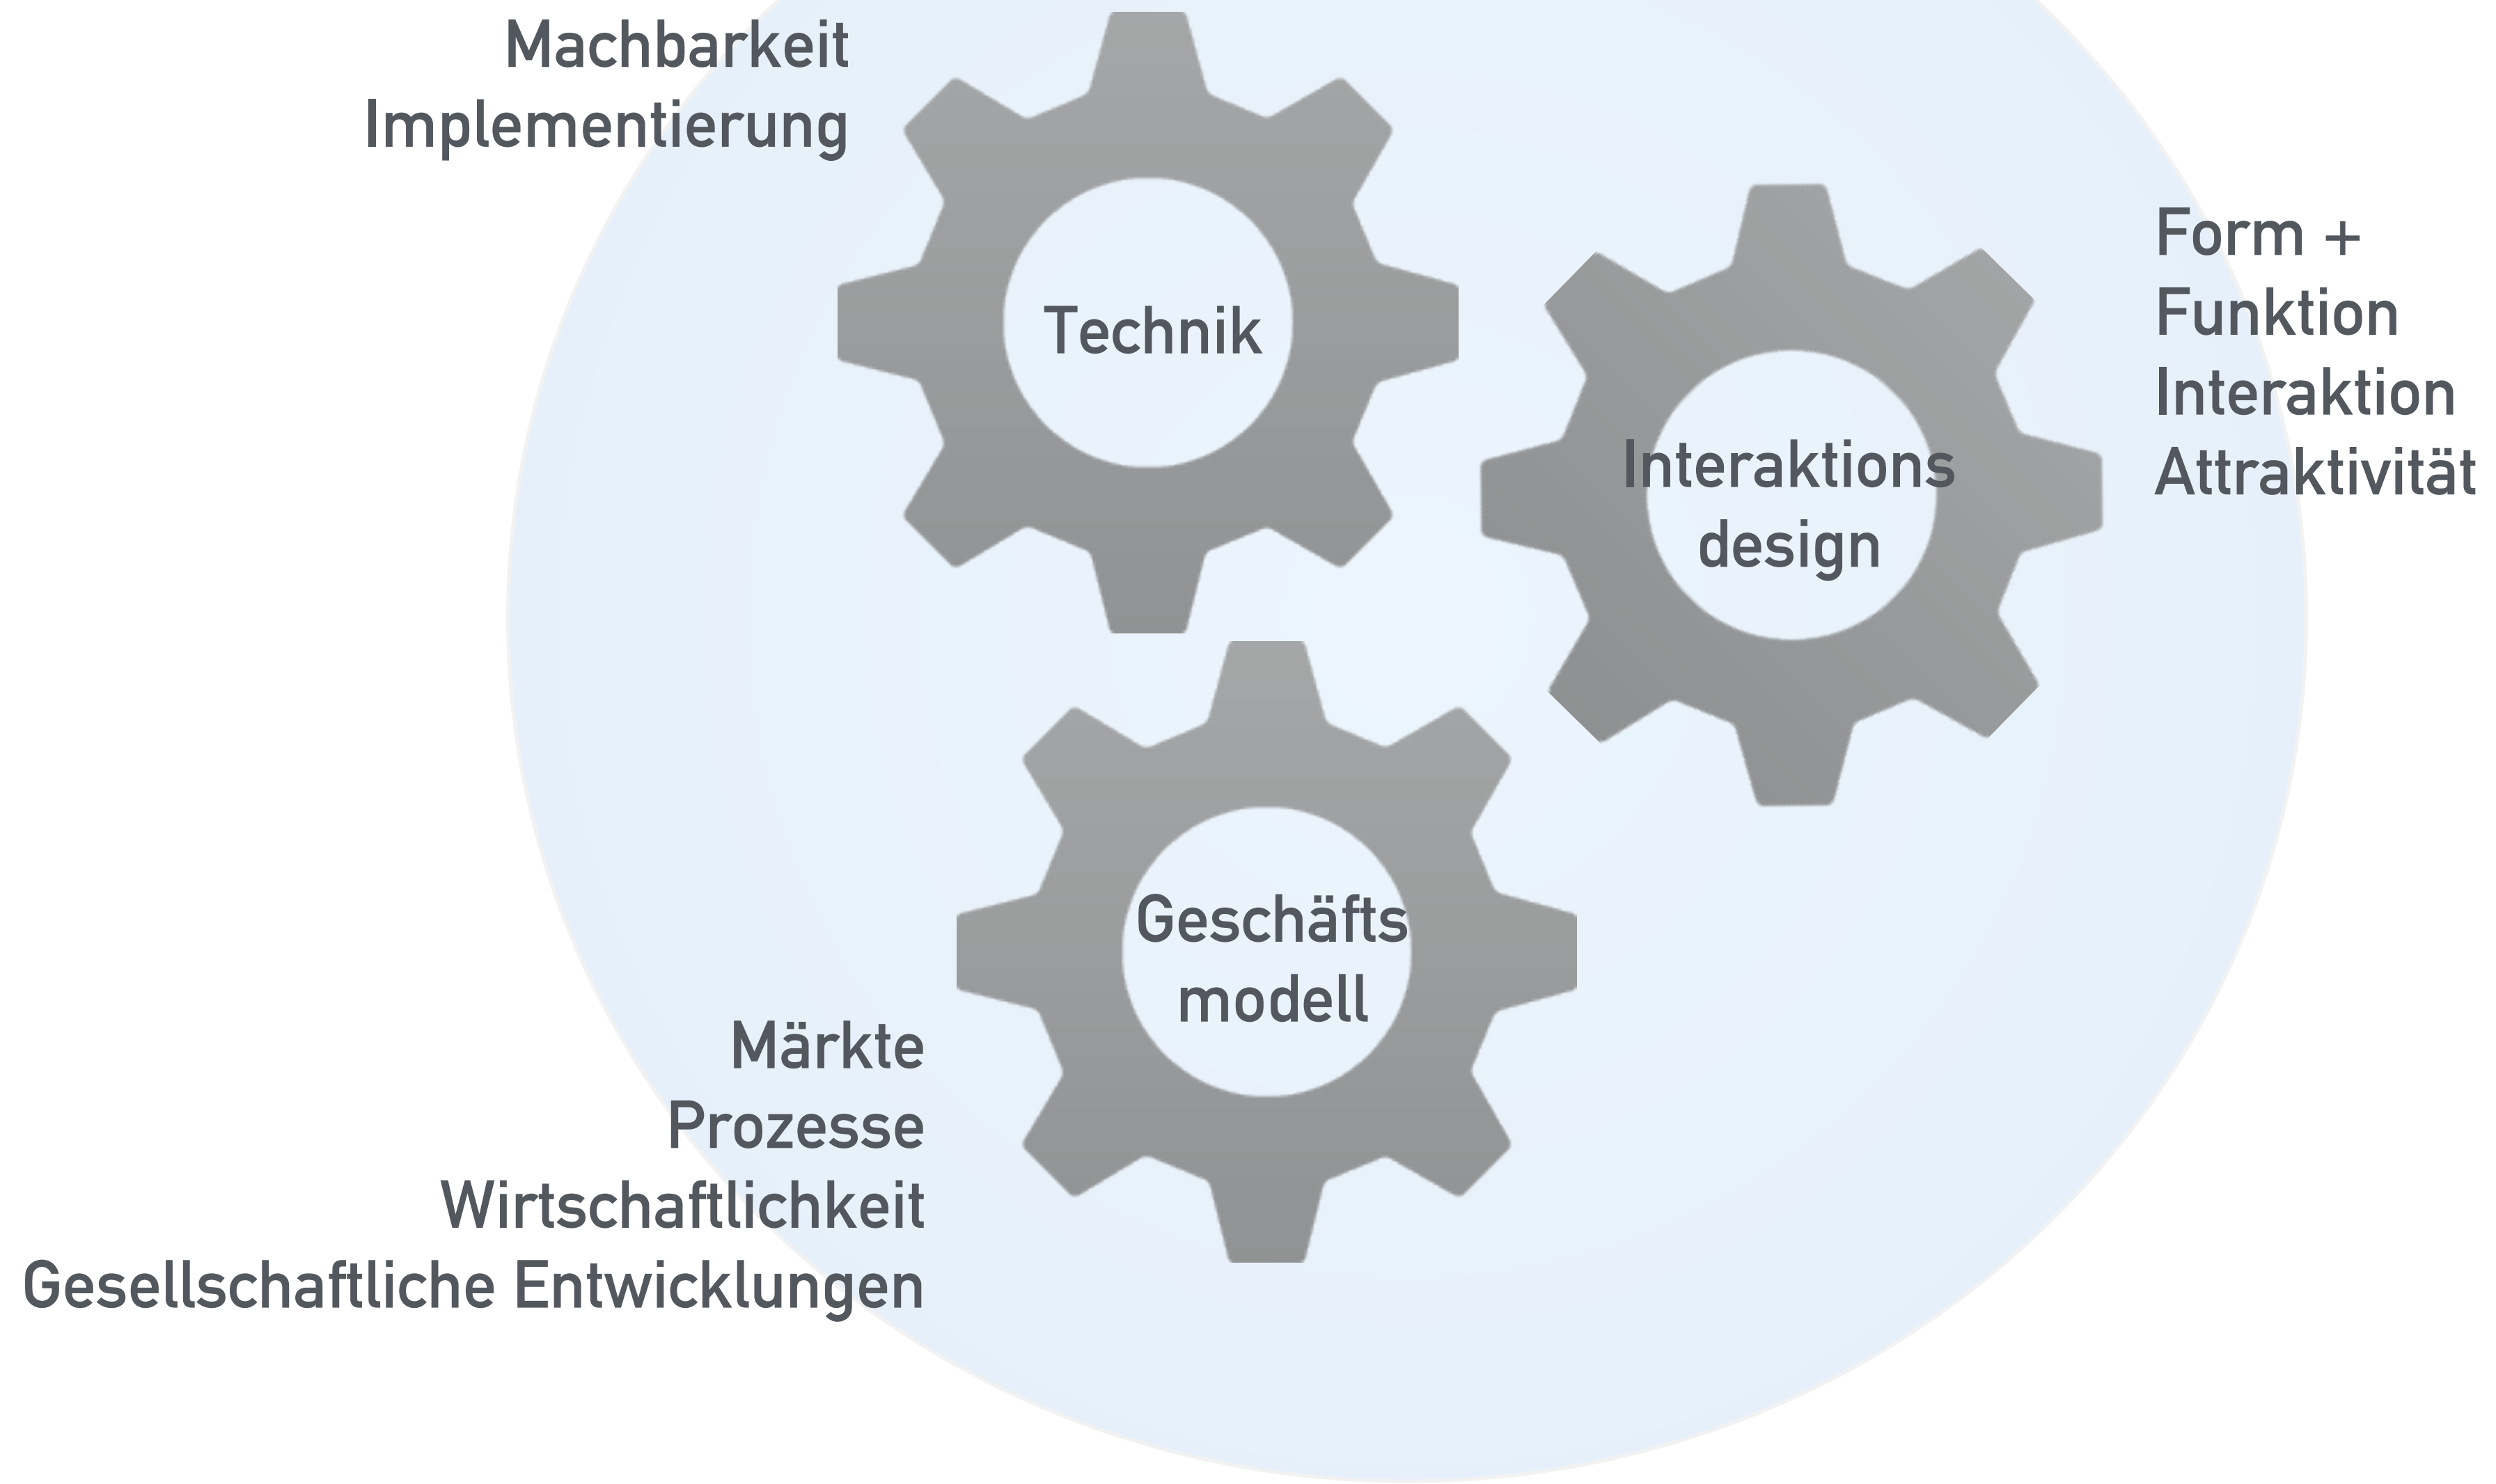 Machbarkeit
Implementierung
Technik
Form +
Funktion
Interaktion
Attraktivität
Interaktions
design
Geschäfts
modell
Märkte
Prozesse
Wirtschaftlichkeit
Gesellschaftliche Entwicklungen